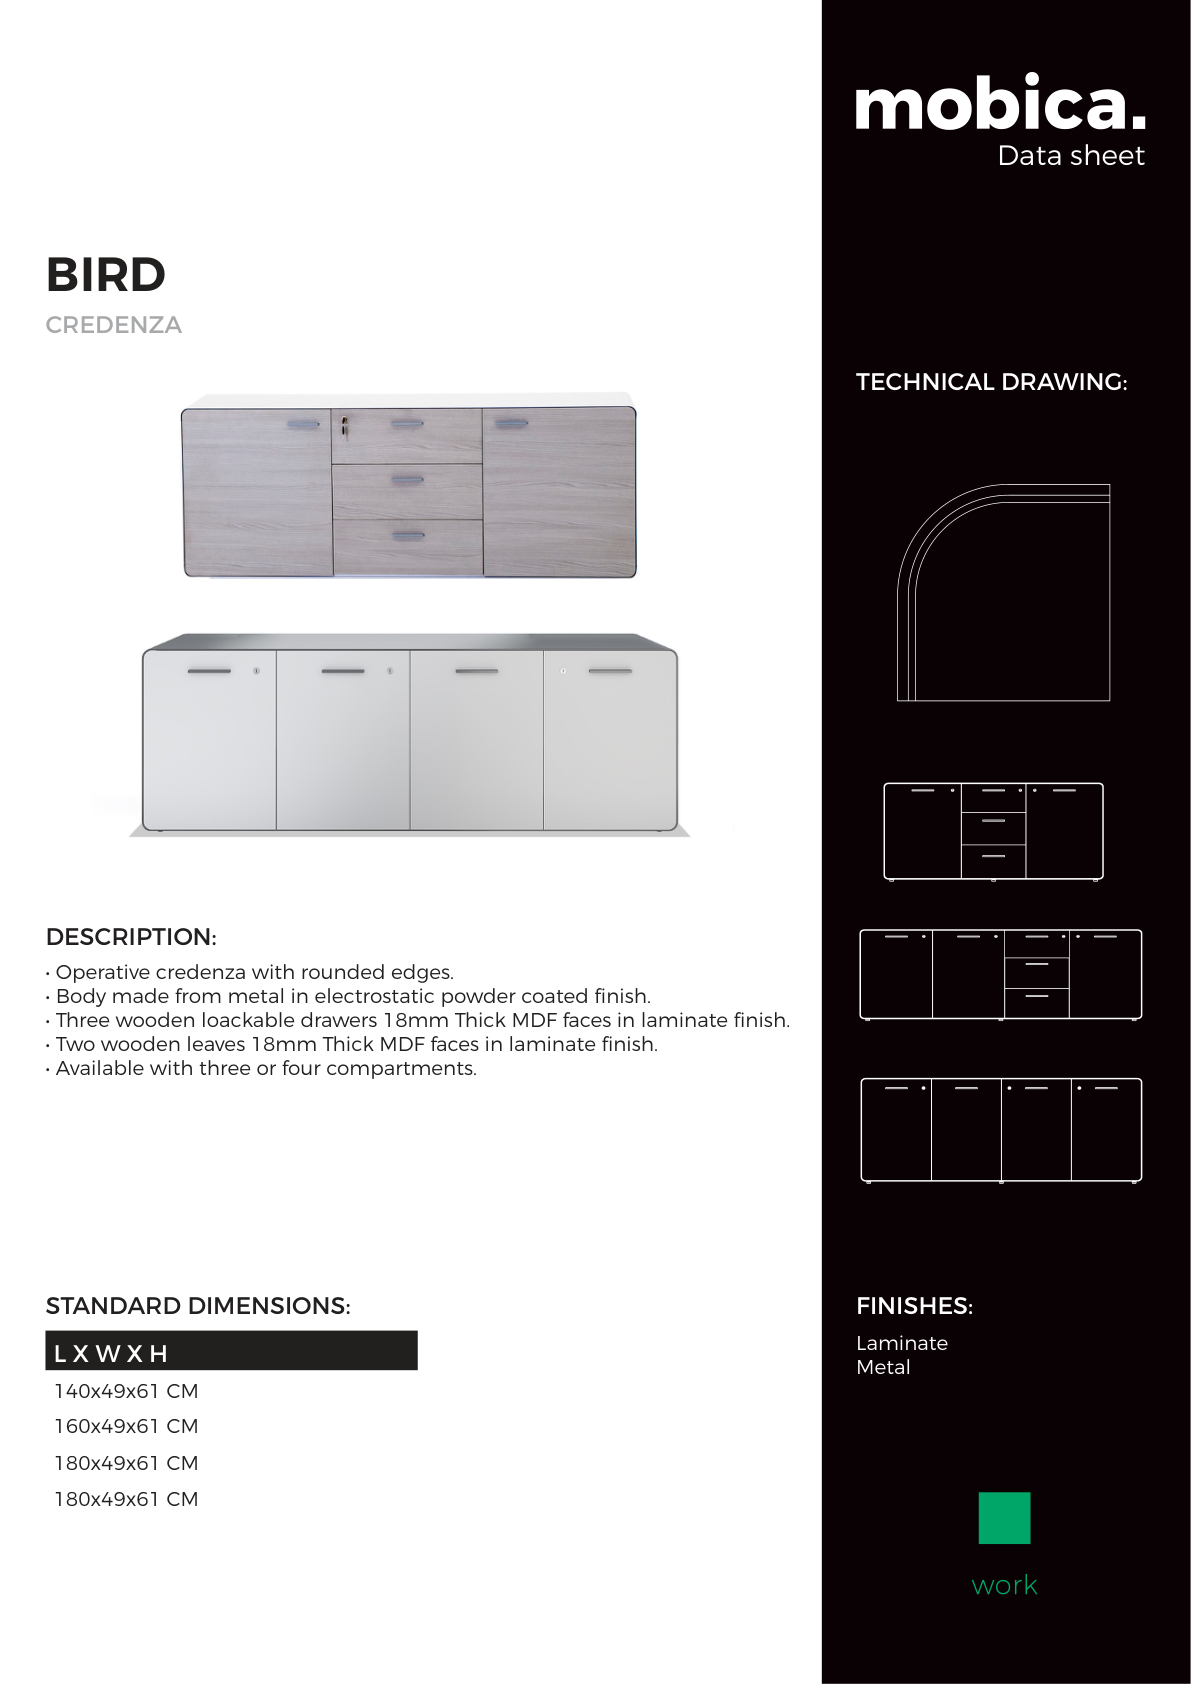 mobica.
Data sheet
BIRD
CREDENZA
TECHNICAL DRAWING:
DESCRIPTION:
• Operative credenza with rounded edges.
• Body made from metal in electrostatic powder coated finish.
• Three wooden loackable drawers 18mm Thick MDF faces in laminate finish.
• Two wooden leaves 18mm Thick MDF faces in laminate finish.
• Available with three or four compartments.
STANDARD DIMENSIONS:
L X W X H
140x49x61 CM
160x49x61 CM
180x49x61 CM
180x49x61 CM
FINISHES:
Laminate
Metal
work